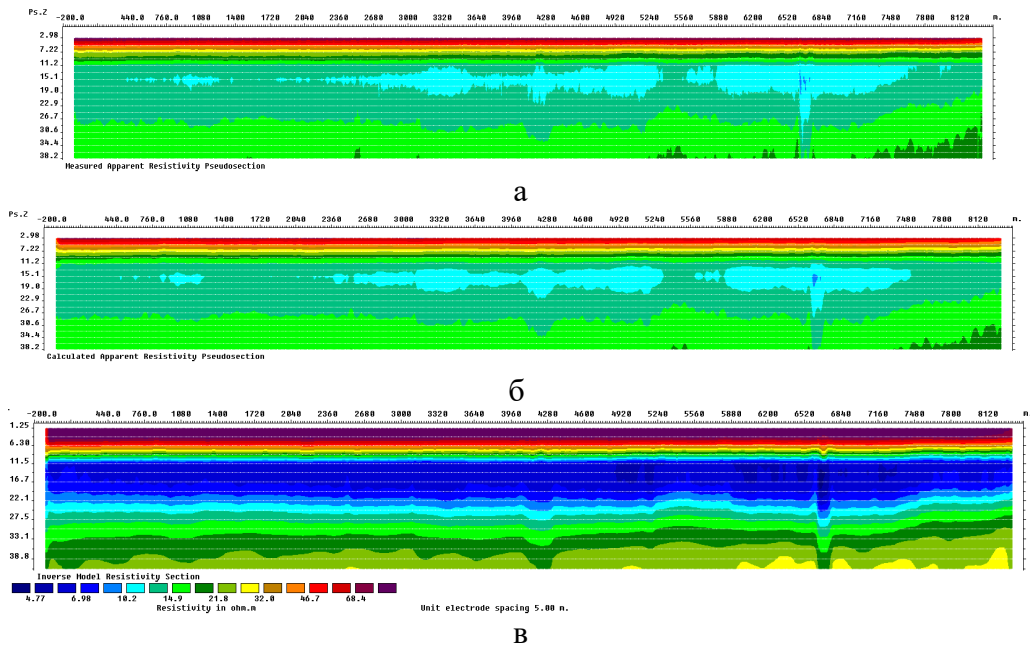 Ps.Z -200.0 440.0 760.0 1080 1400 1720 2040 2360 2680 3000 3320 3640 3960 4280 4600 4920 5240 5560 5880 6200 6520 6840 7160 7480 7800 8120 m.
2.98
7.22
11.2
15.1
19.0
22.9
26.7
30.6
34.4
38.2
Measured Apparent Resistivity Pseudosection
а
Ps.Z -200.0 440.0 760.0 1080 1400 1720 2040 2360 2680 3000 3320 3640 3960 4280 4600 4920 5240 5560 5880 6200 6520 6840 7160 7480 7800 8120 m.
2.98
7.22
11.2
15.1
19.0
22.9
26.7
30.6
34.4
38.2
Calculated Apparent Resistivity Pseudosection
б
-200.0 440.0 760.0 1080 1400 1720 2040 2360 2680 3000 3320 3640 3960 4280 4600 4920 5240 5560 5880 6200 6520 6840 7160 7480 7800 8120 m
1.25
6.30
11.5
16.7
22.1
27.5
33.1
38.8
Inverse Model Resistivity Section
4.77 6.98 10.2 14.9 21.8 32.0 46.7 68.4
Resistivity in ohm.m Unit electrode spacing 5.00 m.
в